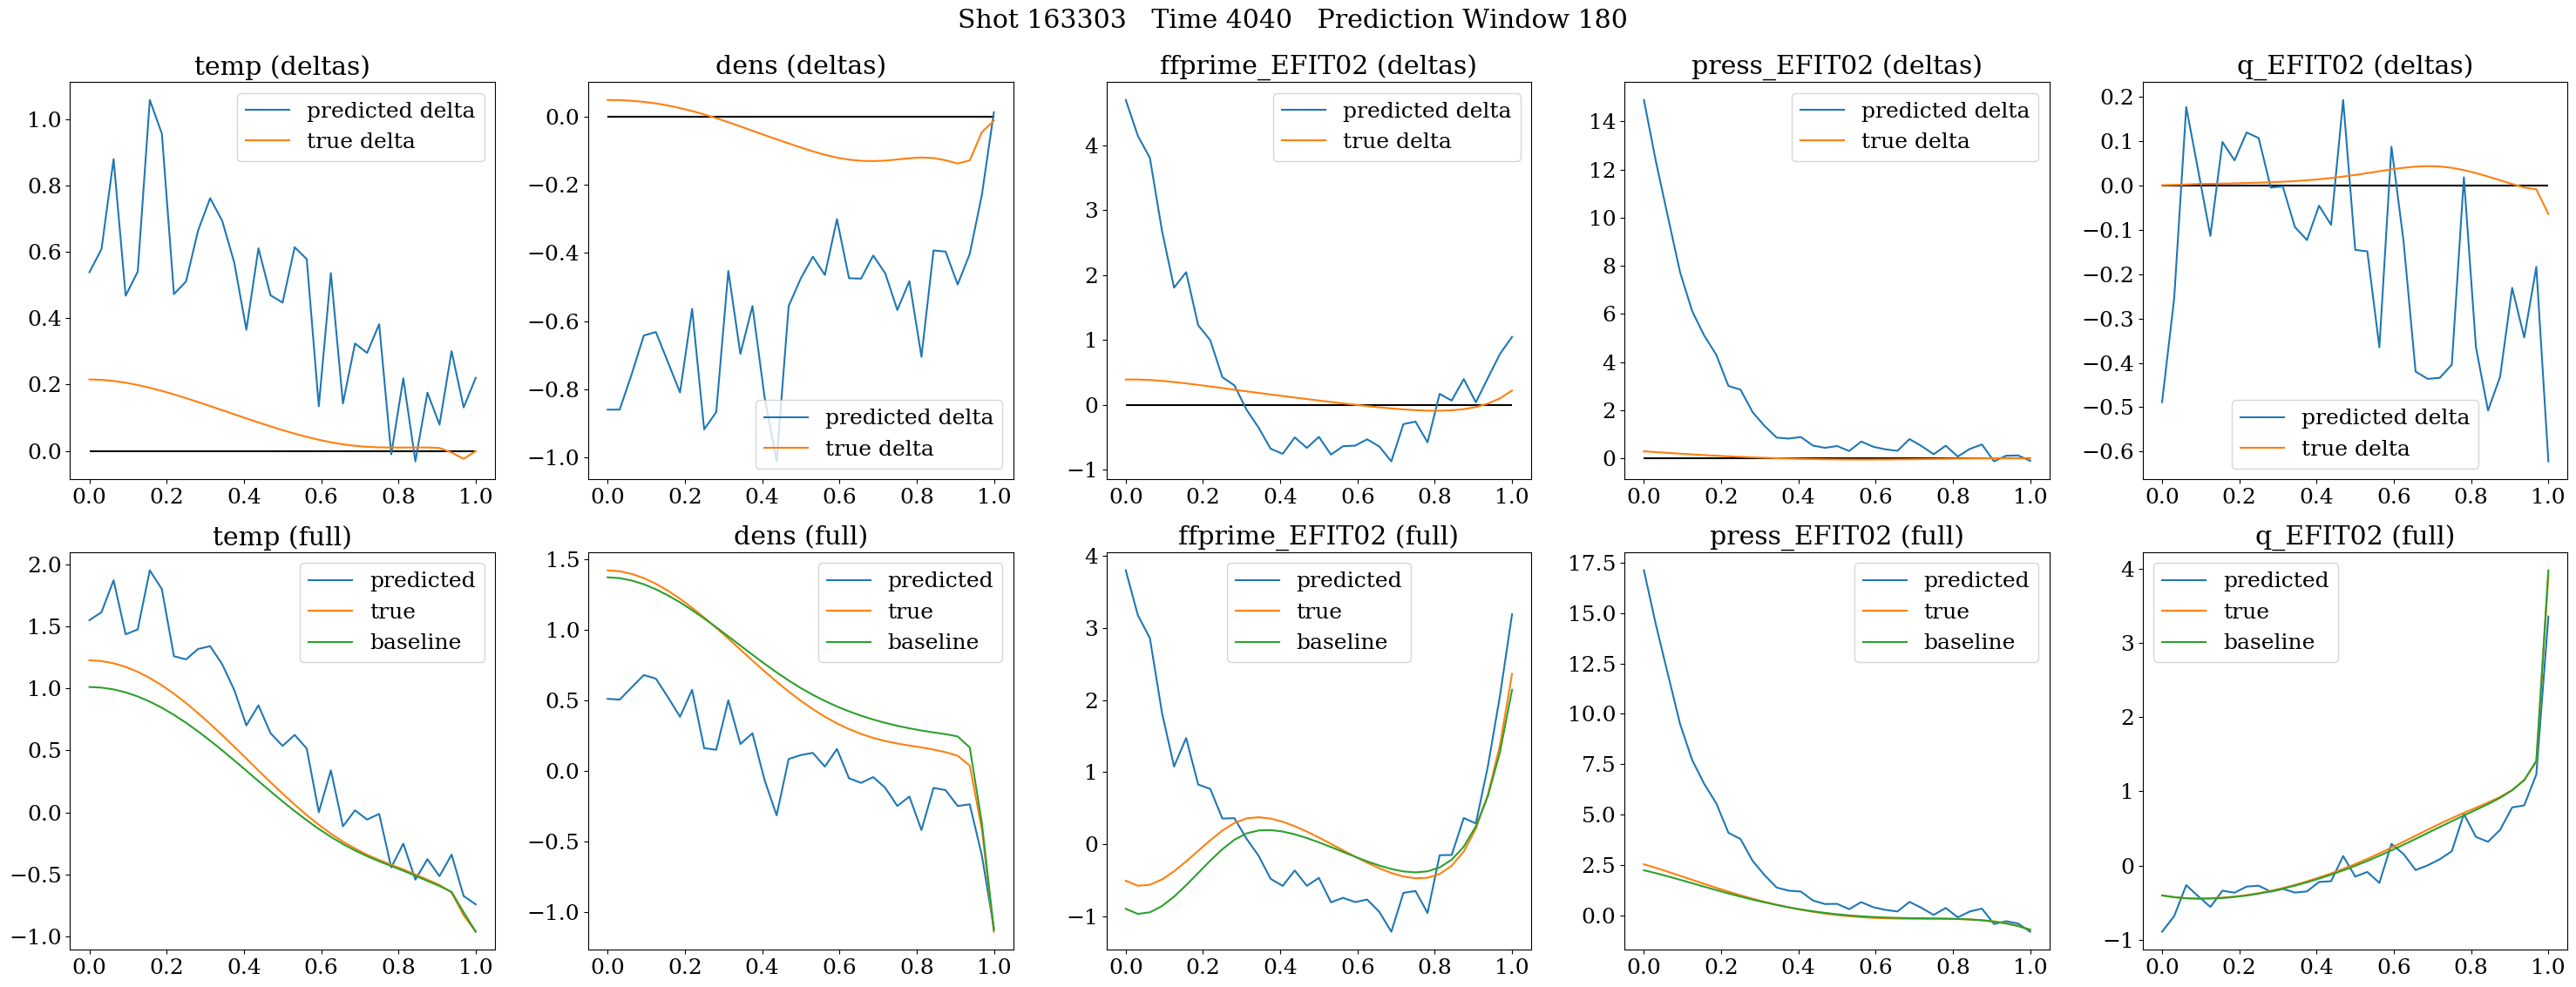 Shot 163303   Time 4040   Prediction Window 180
temp (deltas)
predicted delta
true delta
1.0
0.8
0.6
0.4
0.2
0.0
0.0 0.2 0.4 0.6 0.8 1.0
dens (deltas)
predicted delta
true delta
0.0
−0.2
−0.4
−0.6
−0.8
−1.0
0.0 0.2 0.4 0.6 0.8 1.0
ffprime_EFIT02 (deltas)
predicted delta
true delta
4
3
2
1
0
−1
0.0 0.2 0.4 0.6 0.8 1.0
press_EFIT02 (deltas)
predicted delta
true delta
14
12
10
8
6
4
2
0
0.0 0.2 0.4 0.6 0.8 1.0
q_EFIT02 (deltas)
predicted delta
true delta
0.2
0.1
0.0
−0.1
−0.2
−0.3
−0.4
−0.5
−0.6
0.0 0.2 0.4 0.6 0.8 1.0
temp (full)
predicted
true
baseline
2.0
1.5
1.0
0.5
0.0
−0.5
−1.0
0.0 0.2 0.4 0.6 0.8 1.0
dens (full)
predicted
true
baseline
1.5
1.0
0.5
0.0
−0.5
−1.0
0.0 0.2 0.4 0.6 0.8 1.0
ffprime_EFIT02 (full)
predicted
true
baseline
4
3
2
1
0
−1
0.0 0.2 0.4 0.6 0.8 1.0
press_EFIT02 (full)
predicted
true
baseline
17.5
15.0
12.5
10.0
7.5
5.0
2.5
0.0
0.0 0.2 0.4 0.6 0.8 1.0
q_EFIT02 (full)
predicted
true
baseline
4
3
2
1
0
−1
0.0 0.2 0.4 0.6 0.8 1.0